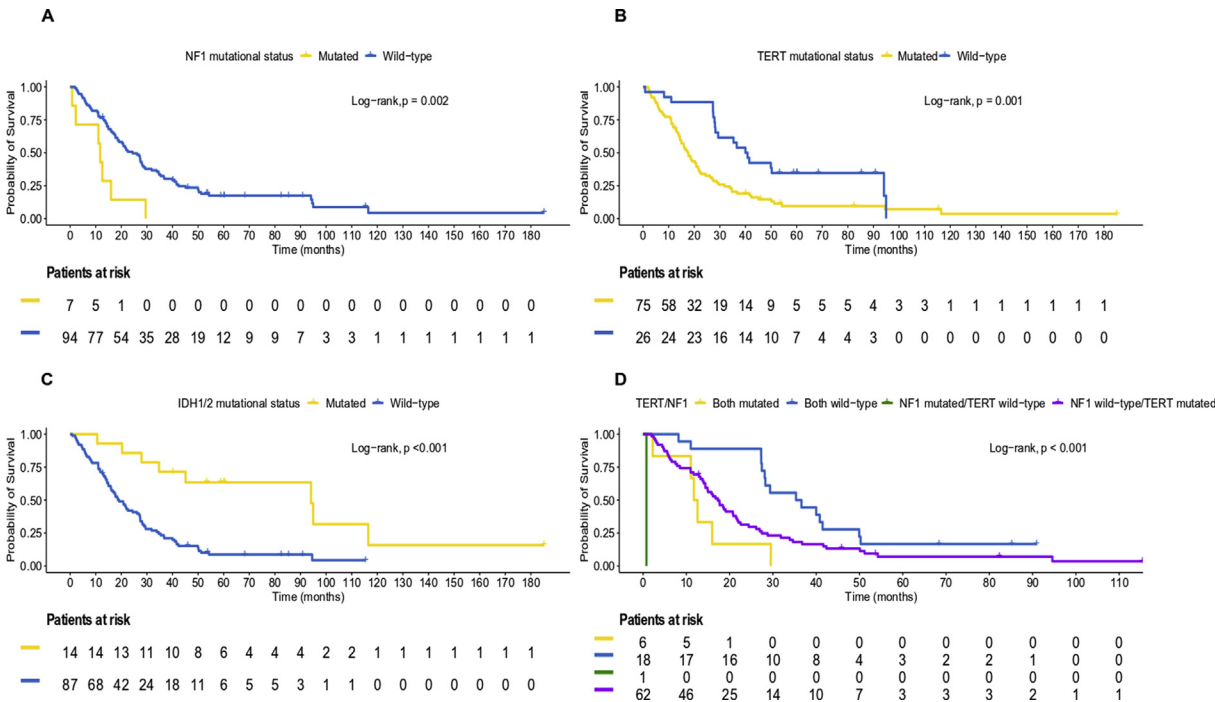 A
NF1 mutational status Mutated Wild-type
Log-rank, p = 0.002
Probability of Survival
1.00
0.75
0.50
0.25
0.00
0 10 20 30 40 50 60 70 80 90 100 110 120 130 140 150 160 170 180
Time (months)
Patients at risk
7 5 1 0 0 0 0 0 0 0 0 0 0 0 0 0 0 0 0
94 77 54 35 28 19 12 9 9 7 3 3 1 1 1 1 1 1 1
B
TERT mutational status Mutated Wild-type
Log-rank, p = 0.001
Probability of Survival
1.00
0.75
0.50
0.25
0.00
0 10 20 30 40 50 60 70 80 90 100 110 120 130 140 150 160 170 180
Time (months)
Patients at risk
75 58 32 19 14 9 5 5 5 4 3 3 1 1 1 1 1 1 1
26 24 23 16 14 10 7 4 4 3 0 0 0 0 0 0 0 0 0
C
IDH1/2 mutational status Mutated Wild-type
Log-rank, p <0.001
Probability of Survival
1.00
0.75
0.50
0.25
0.00
0 10 20 30 40 50 60 70 80 90 100 110 120 130 140 150 160 170 180
Time (months)
Patients at risk
14 14 13 11 10 8 6 4 4 4 2 2 1 1 1 1 1 1 1
87 68 42 24 18 11 6 5 5 3 1 1 0 0 0 0 0 0 0
D
TERT/NF1 Both mutated Both wild-type NF1 mutated/TERT wild-type NF1 wild-type/TERT mutated
Log-rank, p < 0.001
Probability of Survival
1.00
0.75
0.50
0.25
0.00
0 10 20 30 40 50 60 70 80 90 100 110
Time (months)
Patients at risk
6 5 1 0 0 0 0 0 0 0 0 0
18 17 16 10 8 4 3 2 2 1 0 0
1 0 0 0 0 0 0 0 0 0 0 0
62 46 25 14 10 7 3 3 3 2 1 1